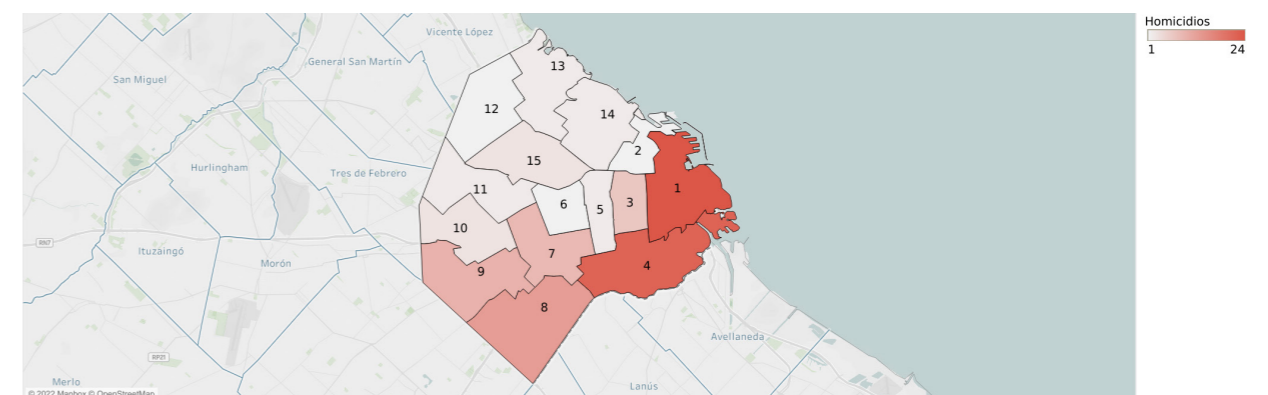 Homicidios
1 24
Vicente López
General San Martín
San Miguel
13
12
14
2
15
Hurlingham
Tres de Febrero
11
1
6
5
3
10
RN7
Ituzaingó
Morón
7
4
9
8
Avellaneda
RP21
Merlo
Lanús
© 2022 Mapbox © OpenStreetMap